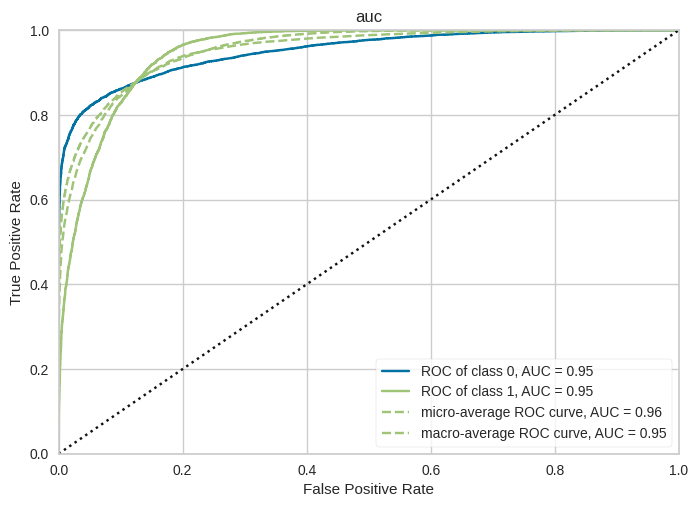 auc
True Positive Rate
1.0
0.8
0.6
0.4
0.2
0.0
ROC of class 0, AUC = 0.95
ROC of class 1, AUC = 0.95
micro-average ROC curve, AUC = 0.96
macro-average ROC curve, AUC = 0.95
0.0 0.2 0.4 0.6 0.8 1.0
False Positive Rate